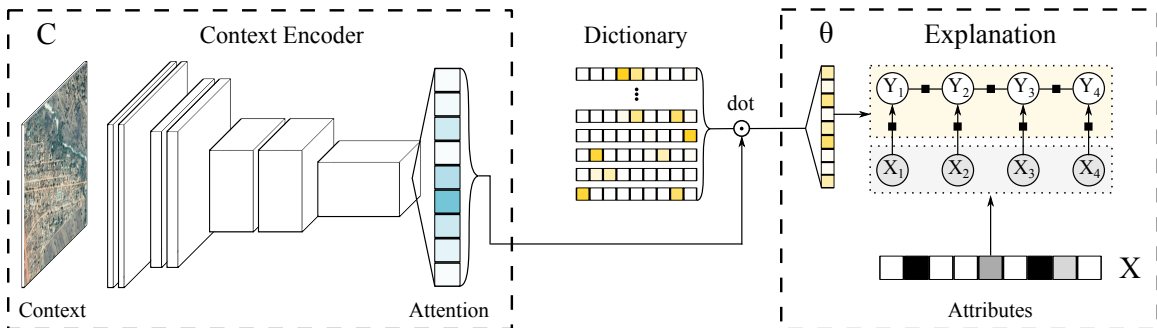 C
Context Encoder
Context
Attention
Dictionary
dot
θ
Explanation
Y₁ Y₂ Y₃ Y₄
X₁ X₂ X₃ X₄
X
Attributes